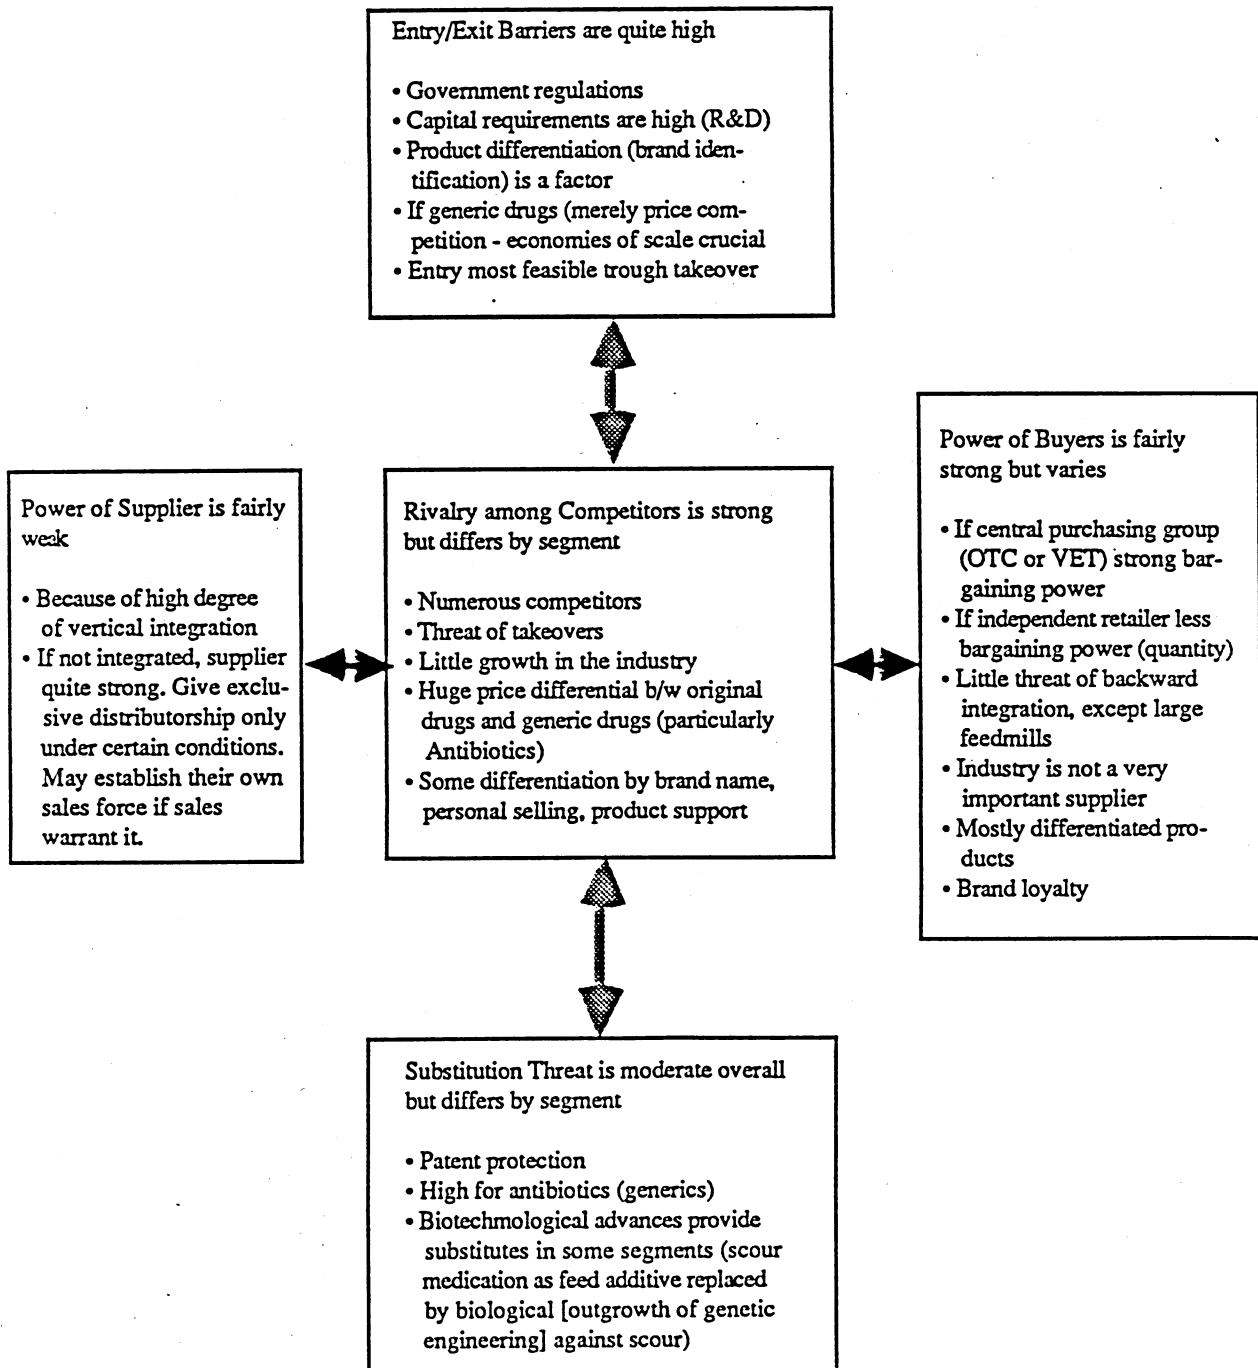 Entry/Exit Barriers are quite high
• Government regulations
• Capital requirements are high (R&D)
• Product differentiation (brand iden-
tification) is a factor
• If generic drugs (merely price com-
petition - economies of scale crucial
• Entry most feasible trough takeover
Power of Supplier is fairly
weak
• Because of high degree
of vertical integration
• If not integrated, supplier
quite strong. Give exclu-
sive distributorship only
under certain conditions.
May establish their own
sales force if sales
warrant it.
Rivalry among Competitors is strong
but differs by segment
• Numerous competitors
• Threat of takeovers
• Little growth in the industry
• Huge price differential b/w original
drugs and generic drugs (particularly
Antibiotics)
• Some differentiation by brand name,
personal selling, product support
Power of Buyers is fairly
strong but varies
• If central purchasing group
(OTC or VET) strong bar-
gaining power
• If independent retailer less
bargaining power (quantity)
• Little threat of backward
integration, except large
feedmills
• Industry is not a very
important supplier
• Mostly differentiated pro-
ducts
• Brand loyalty
Substitution Threat is moderate overall
but differs by segment
• Patent protection
• High for antibiotics (generics)
• Biotechmological advances provide
substitutes in some segments (scour
medication as feed additive replaced
by biological [outgrowth of genetic
engineering] against scour)